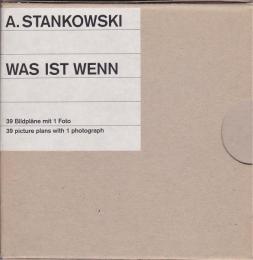 A. STANKOWSKI
WAS IST WENN
39 Bildpläne mit 1 Foto
39 picture plans with 1 photograph